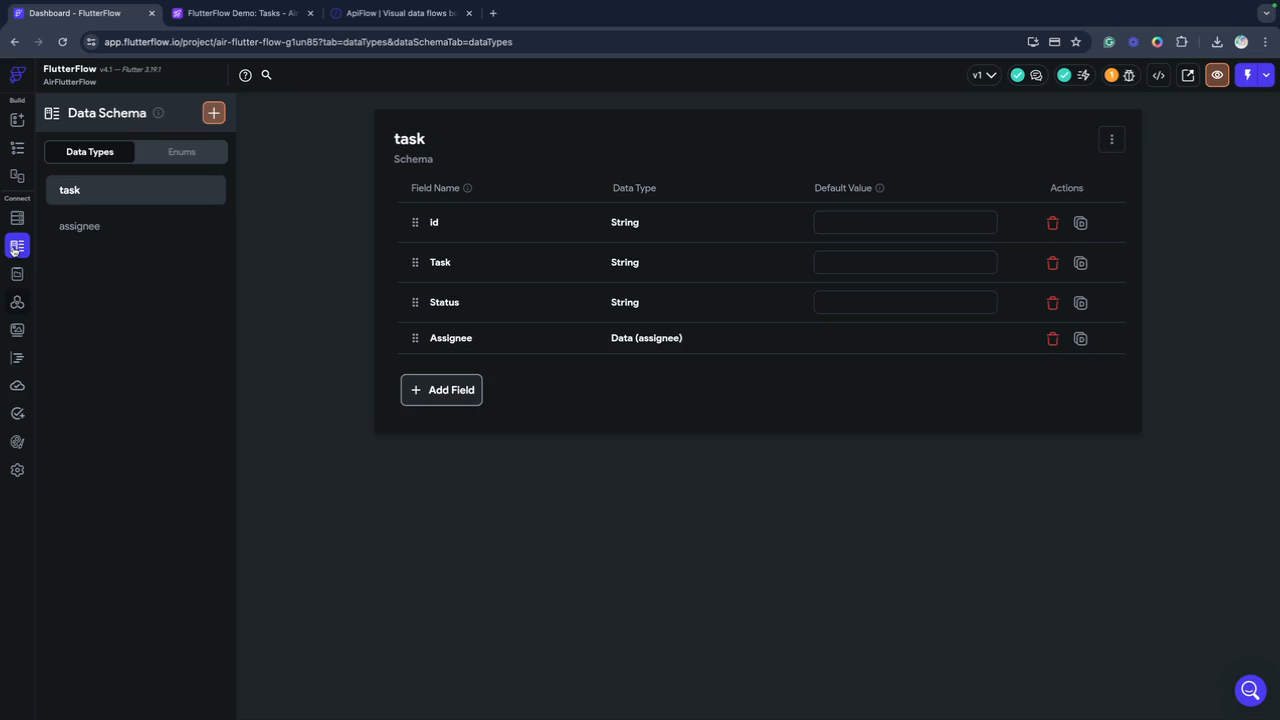 Dashboard - FlutterFlow
FlutterFlow Demo: Tasks - Air
ApiFlow | Visual data flows bu
app.flutterflow.io/project/air-flutter-flow-g1un85?tab=dataTypes&dataSchemaTab=dataTypes
FlutterFlow v4.1 — Flutter 3.19.1
AirFlutterFlow
v1
1
Build
Connect
Data Schema
Data Types Enums
task
assignee
task
Schema
Field Name Data Type Default Value Actions
id String
Task String
Status String
Assignee Data (assignee)
+ Add Field